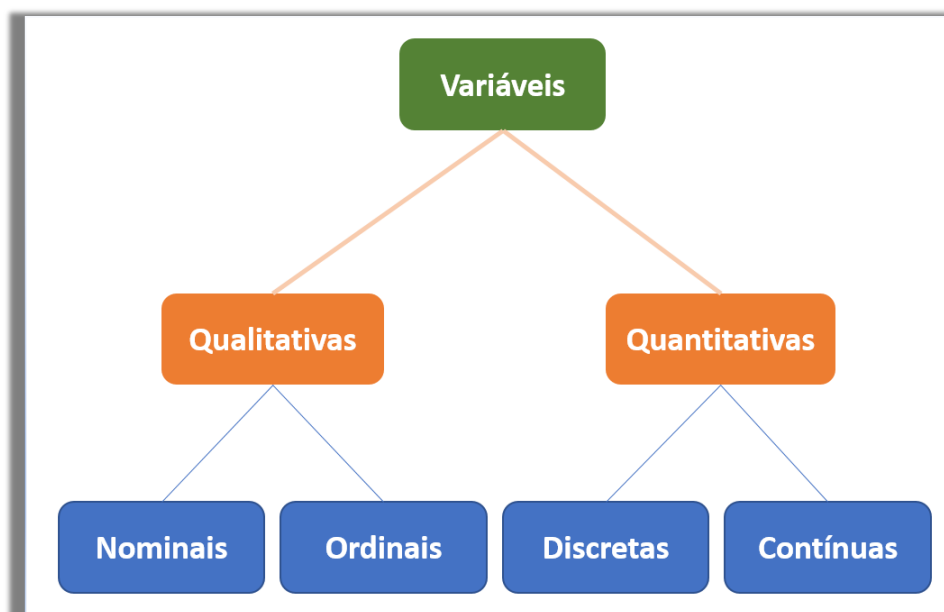 Variáveis
Qualitativas
Quantitativas
Nominais
Ordinais
Discretas
Contínuas